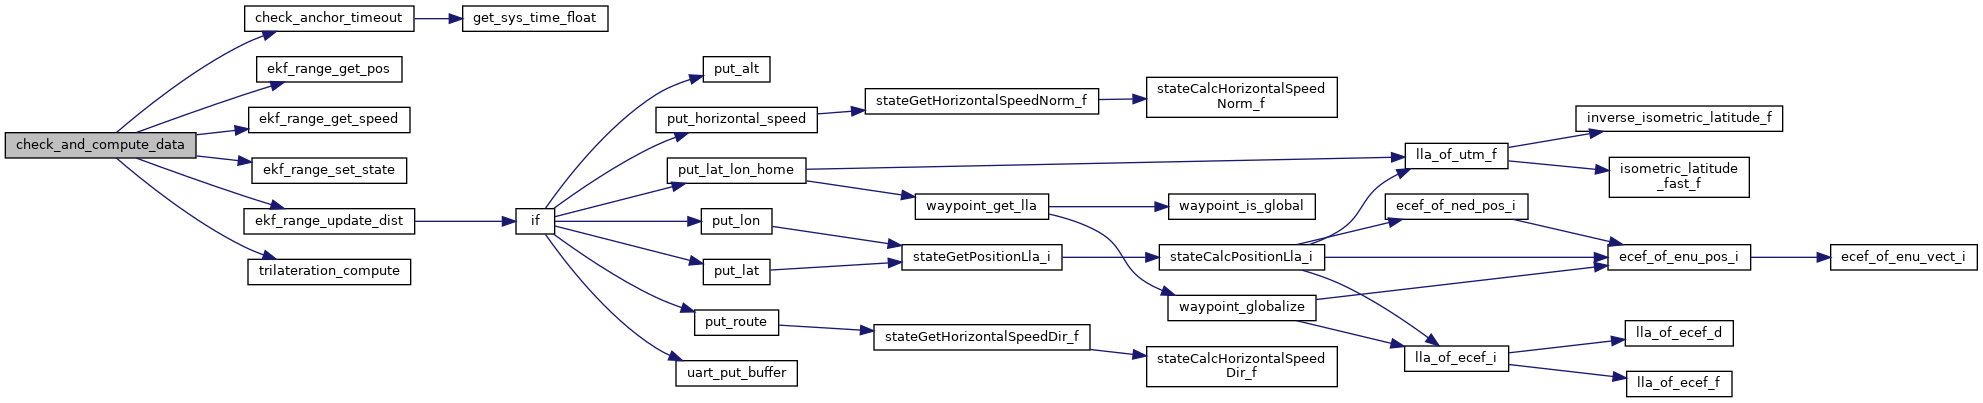 check_and_compute_data
check_anchor_timeout
get_sys_time_float
ekf_range_get_pos
ekf_range_get_speed
ekf_range_set_state
ekf_range_update_dist
trilateration_compute
if
put_alt
put_horizontal_speed
put_lat_lon_home
put_lon
put_lat
put_route
uart_put_buffer
stateGetHorizontalSpeedNorm_f
stateCalcHorizontalSpeed
Norm_f
waypoint_get_lla
waypoint_is_global
stateGetPositionLla_i
stateCalcPositionLla_i
waypoint_globalize
stateGetHorizontalSpeedDir_f
stateCalcHorizontalSpeed
Dir_f
lla_of_utm_f
inverse_isometric_latitude_f
isometric_latitude
_fast_f
ecef_of_ned_pos_i
ecef_of_enu_pos_i
ecef_of_enu_vect_i
lla_of_ecef_i
lla_of_ecef_d
lla_of_ecef_f